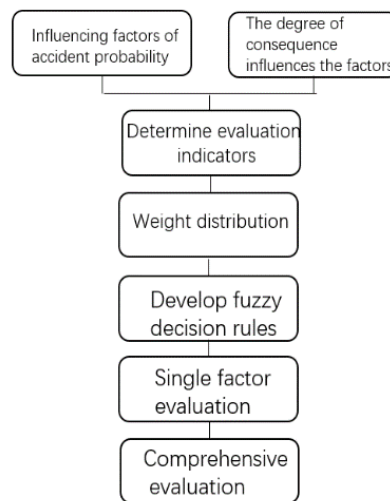 Influencing factors of
accident probability
The degree of
consequence
influences the factors
Determine evaluation
indicators
Weight distribution
Develop fuzzy
decision rules
Single factor
evaluation
Comprehensive
evaluation